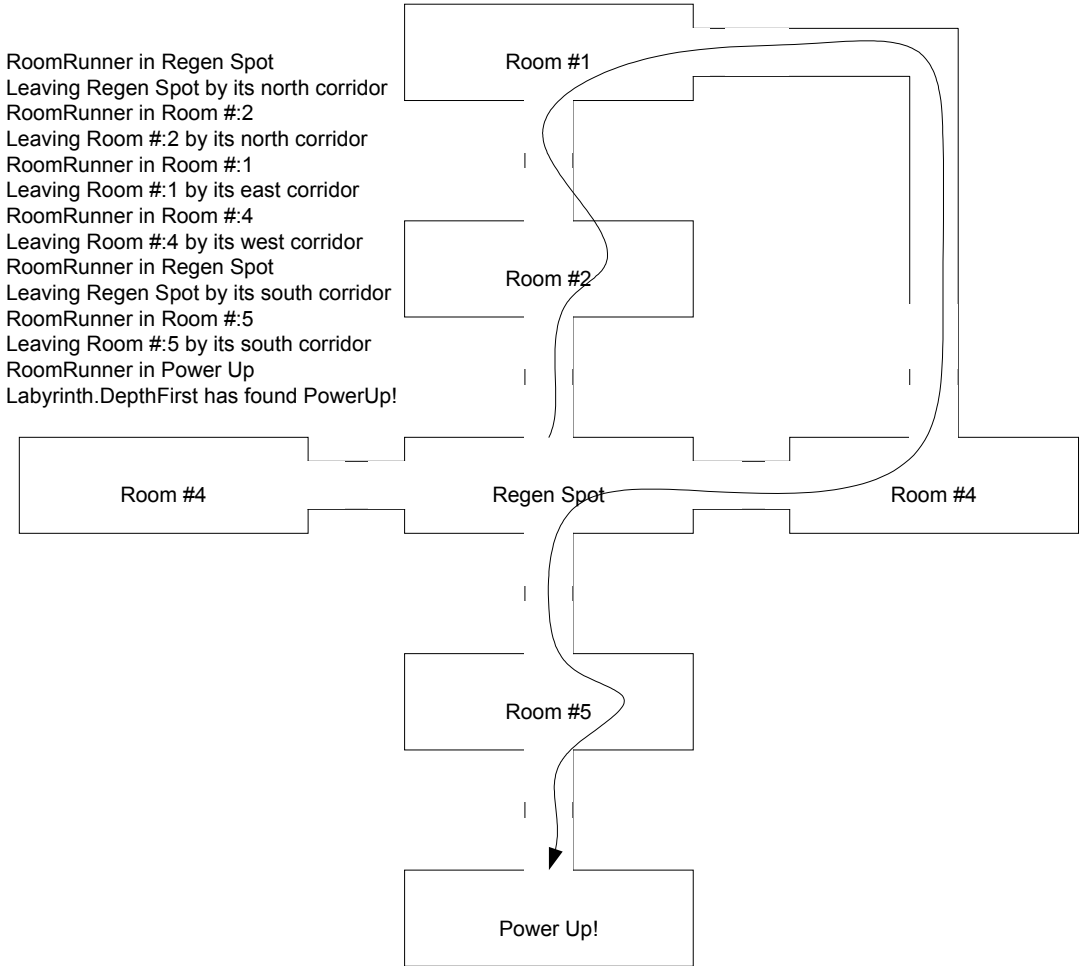 RoomRunner in Regen Spot
Leaving Regen Spot by its north corridor
RoomRunner in Room #:2
Leaving Room #:2 by its north corridor
RoomRunner in Room #:1
Leaving Room #:1 by its east corridor
RoomRunner in Room #:4
Leaving Room #:4 by its west corridor
RoomRunner in Regen Spot
Leaving Regen Spot by its south corridor
RoomRunner in Room #:5
Leaving Room #:5 by its south corridor
RoomRunner in Power Up
Labyrinth.DepthFirst has found PowerUp!
Room #1
Room #2
Room #4
Regen Spot
Room #4
Room #5
Power Up!